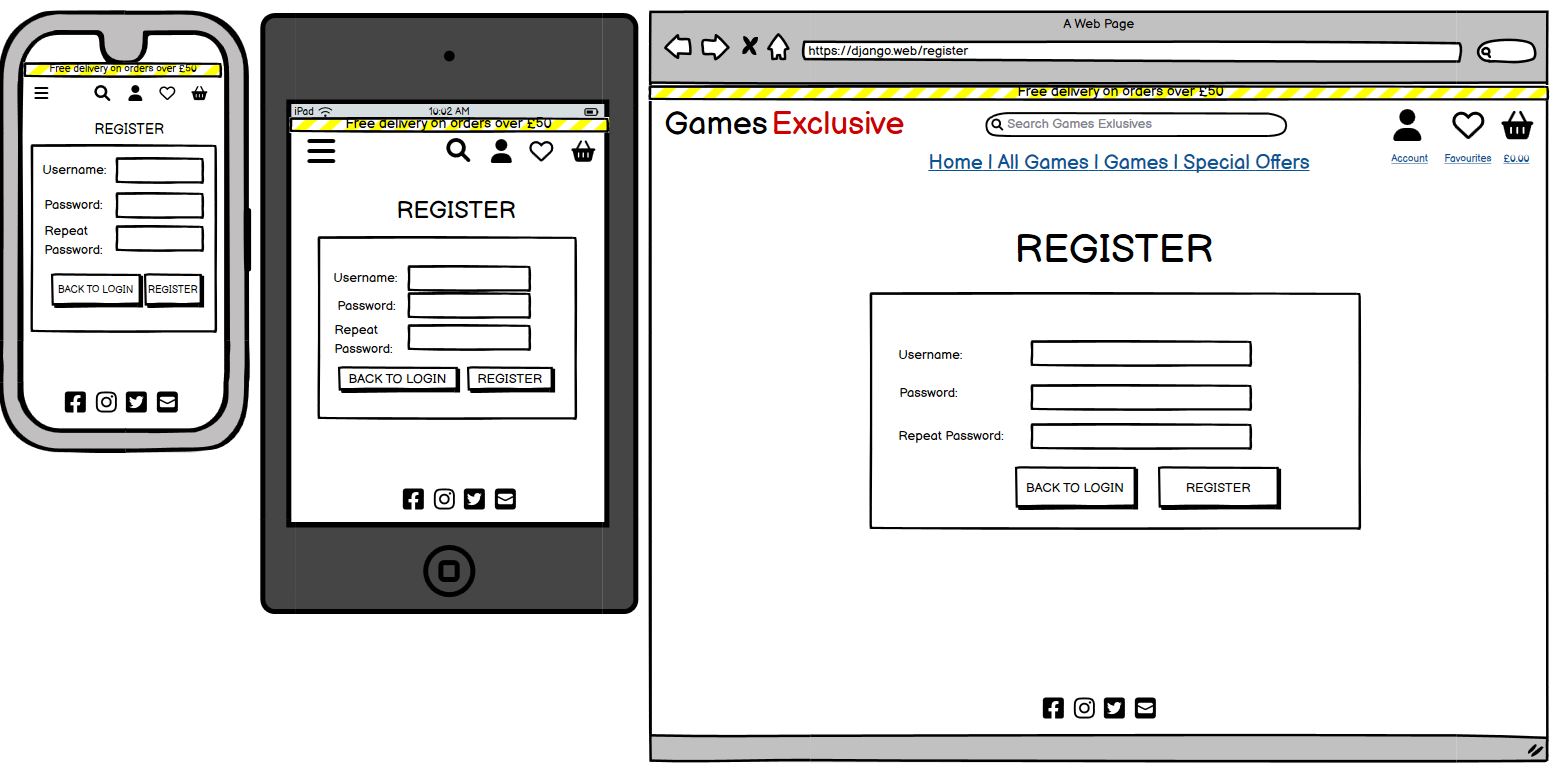 Free delivery on orders over £50
REGISTER
Username:
Password:
Repeat
Password:
BACK TO LOGIN REGISTER
iPad 10:02 AM
Free delivery on orders over £50
REGISTER
Username:
Password:
Repeat
Password:
BACK TO LOGIN REGISTER
A Web Page
https://django.web/register
Free delivery on orders over £50
Games Exclusive Search Games Exlusives
Account Favourites £0.00
Home | All Games | Games | Special Offers
REGISTER
Username:
Password:
Repeat Password:
BACK TO LOGIN REGISTER